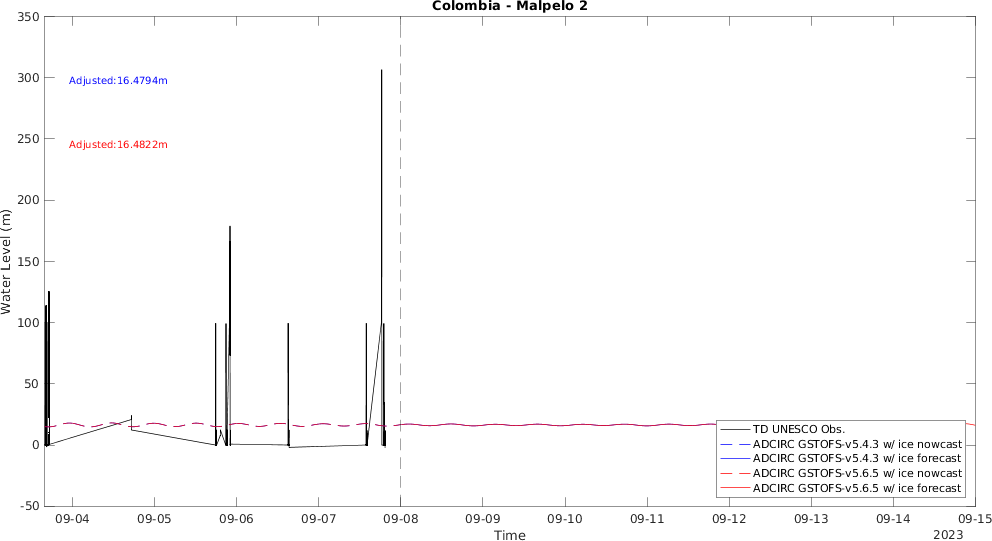 Colombia - Malpelo 2
350
300
250
200
150
100
50
0
-50
Water Level (m)
Adjusted:16.4794m
Adjusted:16.4822m
TD UNESCO Obs.
ADCIRC GSTOFS-v5.4.3 w/ ice nowcast
ADCIRC GSTOFS-v5.4.3 w/ ice forecast
ADCIRC GSTOFS-v5.6.5 w/ ice nowcast
ADCIRC GSTOFS-v5.6.5 w/ ice forecast
09-04 09-05 09-06 09-07 09-08 09-09 09-10 09-11 09-12 09-13 09-14 09-15
Time
2023